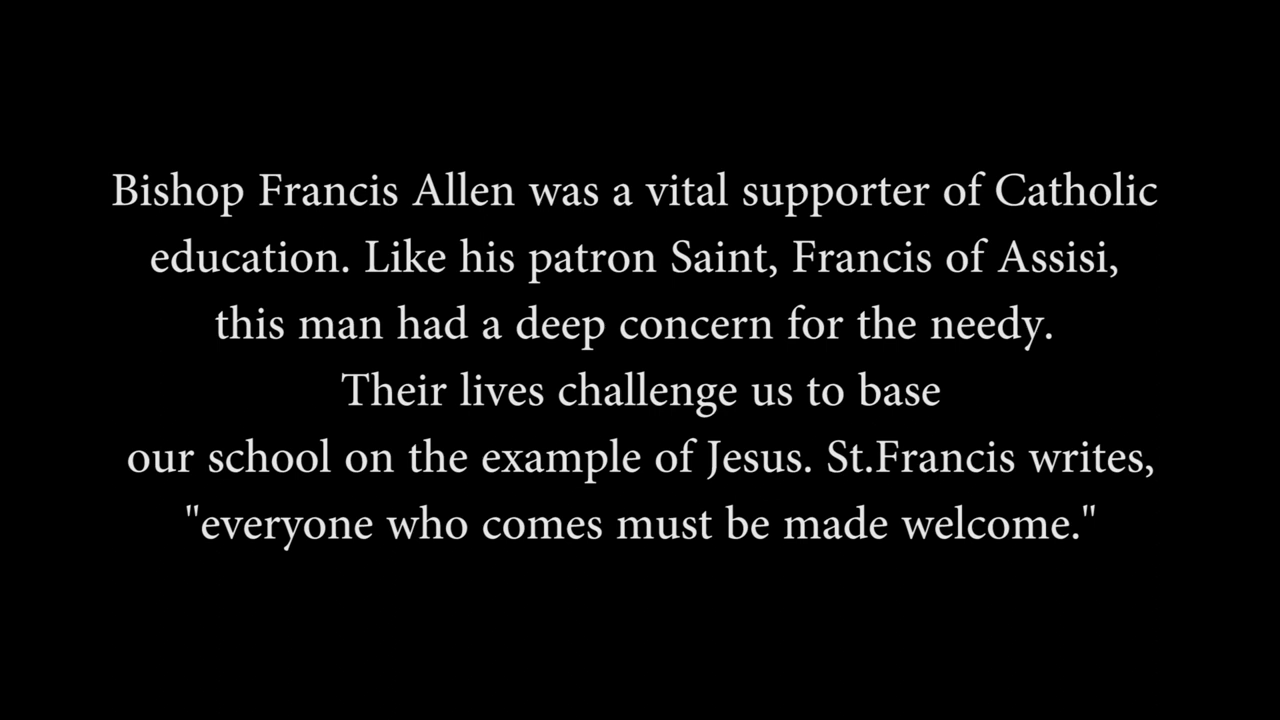 Bishop Francis Allen was a vital supporter of Catholic
education. Like his patron Saint, Francis of Assisi,
this man had a deep concern for the needy.
Their lives challenge us to base
our school on the example of Jesus. St.Francis writes,
"everyone who comes must be made welcome."